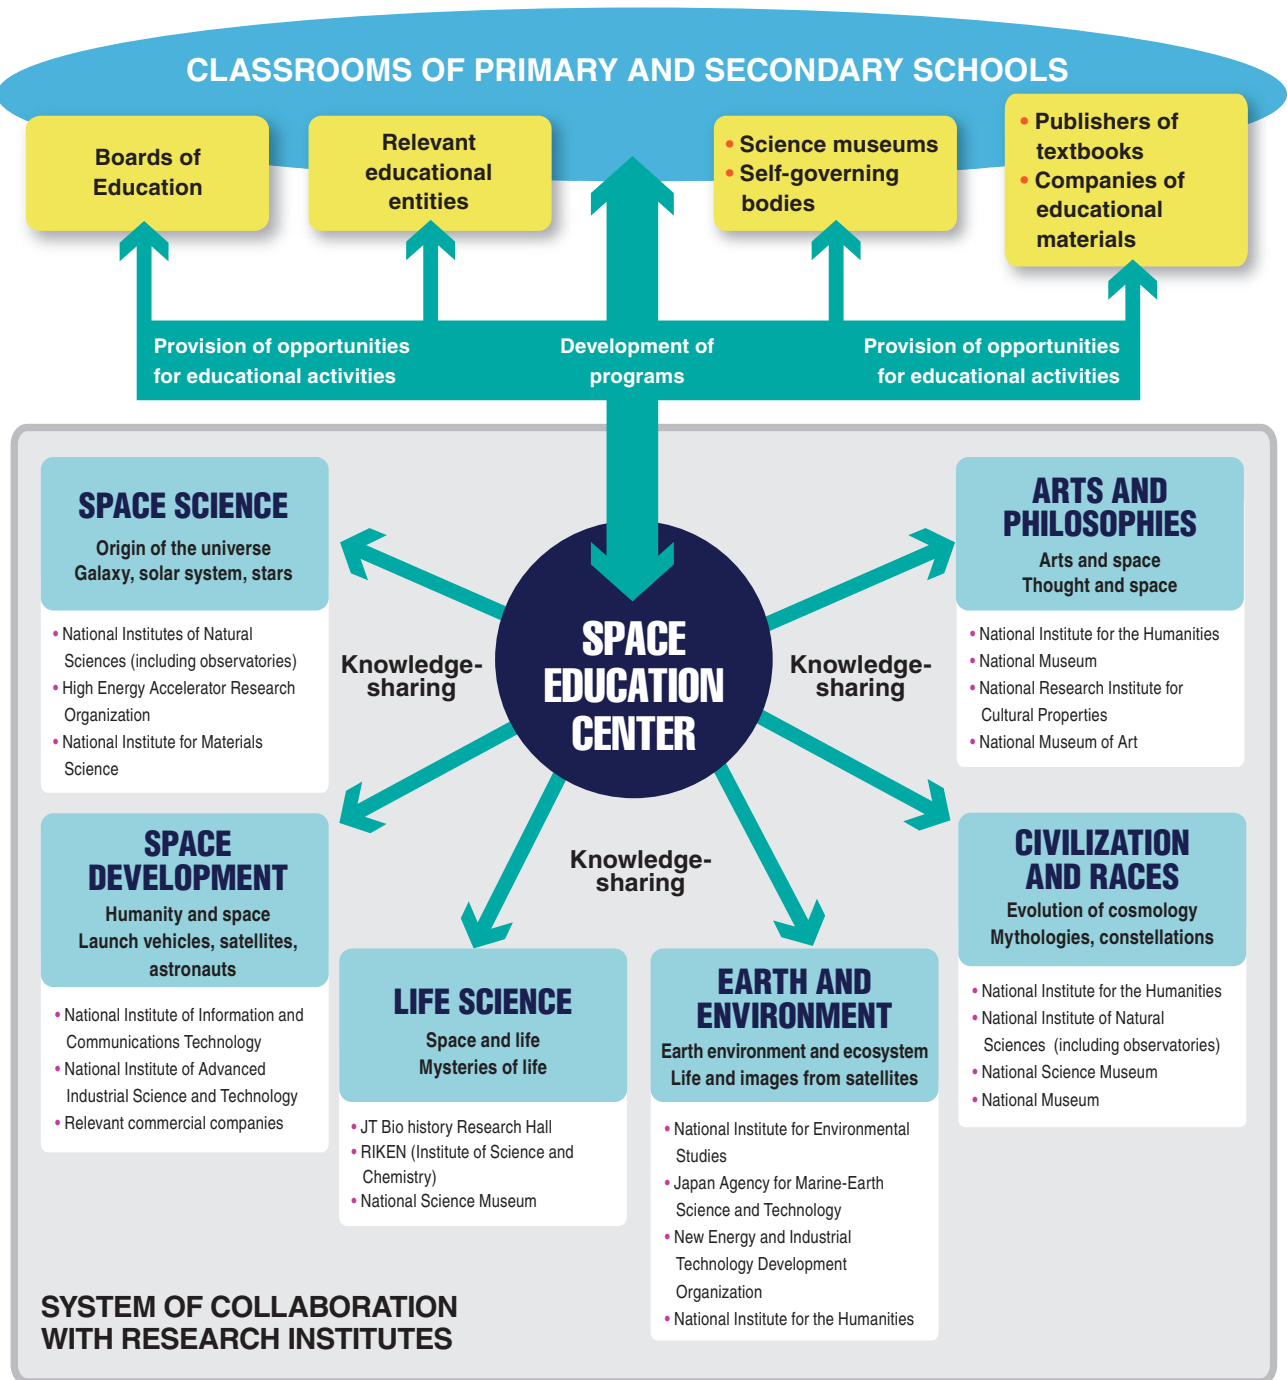 CLASSROOMS OF PRIMARY AND SECONDARY SCHOOLS
Boards of
Education
Relevant
educational
entities
• Science museums
• Self-governing
bodies
• Publishers of
textbooks
• Companies of
educational
materials
Provision of opportunities
for educational activities
Development of
programs
Provision of opportunities
for educational activities
SPACE SCIENCE
Origin of the universe
Galaxy, solar system, stars
• National Institutes of Natural
Sciences (including observatories)
• High Energy Accelerator Research
Organization
• National Institute for Materials
Science
Knowledge-
sharing
SPACE
EDUCATION
CENTER
Knowledge-
sharing
ARTS AND
PHILOSOPHIES
Arts and space
Thought and space
• National Institute for the Humanities
• National Museum
• National Research Institute for
Cultural Properties
• National Museum of Art
SPACE
DEVELOPMENT
Humanity and space
Launch vehicles, satellites,
astronauts
• National Institute of Information and
Communications Technology
• National Institute of Advanced
Industrial Science and Technology
• Relevant commercial companies
Knowledge-
sharing
LIFE SCIENCE
Space and life
Mysteries of life
• JT Bio history Research Hall
• RIKEN (Institute of Science and
Chemistry)
• National Science Museum
EARTH AND
ENVIRONMENT
Earth environment and ecosystem
Life and images from satellites
• National Institute for Environmental
Studies
• Japan Agency for Marine-Earth
Science and Technology
• New Energy and Industrial
Technology Development
Organization
• National Institute for the Humanities
CIVILIZATION
AND RACES
Evolution of cosmology
Mythologies, constellations
• National Institute for the Humanities
• National Institute of Natural
Sciences (including observatories)
• National Science Museum
• National Museum
SYSTEM OF COLLABORATION
WITH RESEARCH INSTITUTES